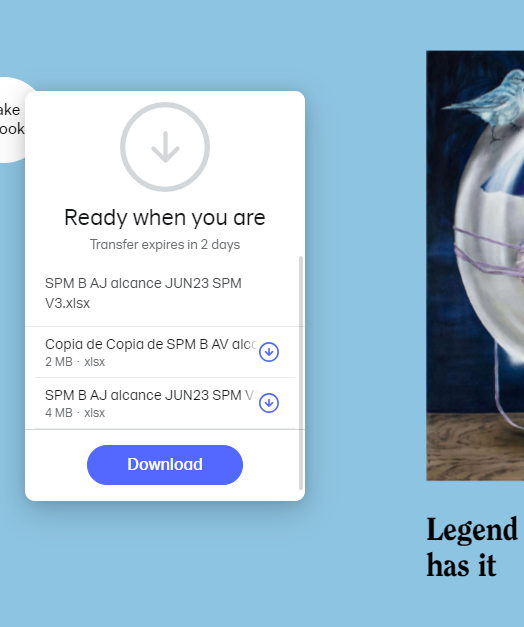 ake
ook
Ready when you are
Transfer expires in 2 days
SPM B AJ alcance JUN23 SPM
V3.xlsx
Copia de Copia de SPM B AV alc
2 MB · xlsx
SPM B AJ alcance JUN23 SPM V
4 MB · xlsx
Download
Legend
has it